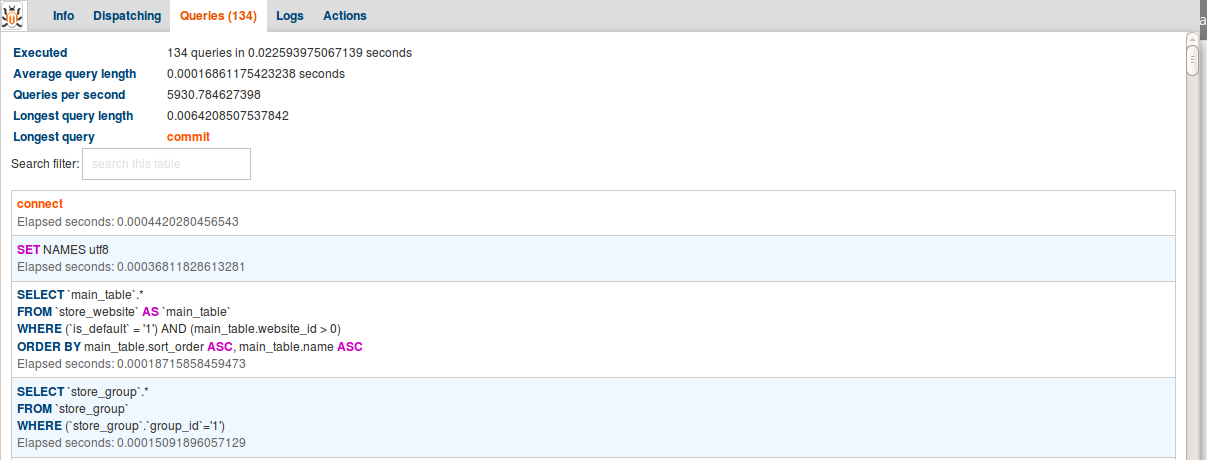 Info Dispatching Queries (134) Logs Actions
Executed 134 queries in 0.022593975067139 seconds
Average query length 0.00016861175423238 seconds
Queries per second 5930.784627398
Longest query length 0.0064208507537842
Longest query commit
Search filter: search this table
connect
Elapsed seconds: 0.0004420280456543
SET NAMES utf8
Elapsed seconds: 0.00036811828613281
SELECT `main_table`.*
FROM `store_website` AS `main_table`
WHERE (`is_default` = '1') AND (main_table.website_id > 0)
ORDER BY main_table.sort_order ASC, main_table.name ASC
Elapsed seconds: 0.00018715858459473
SELECT `store_group`.*
FROM `store_group`
WHERE (`store_group`.`group_id`='1')
Elapsed seconds: 0.00015091896057129